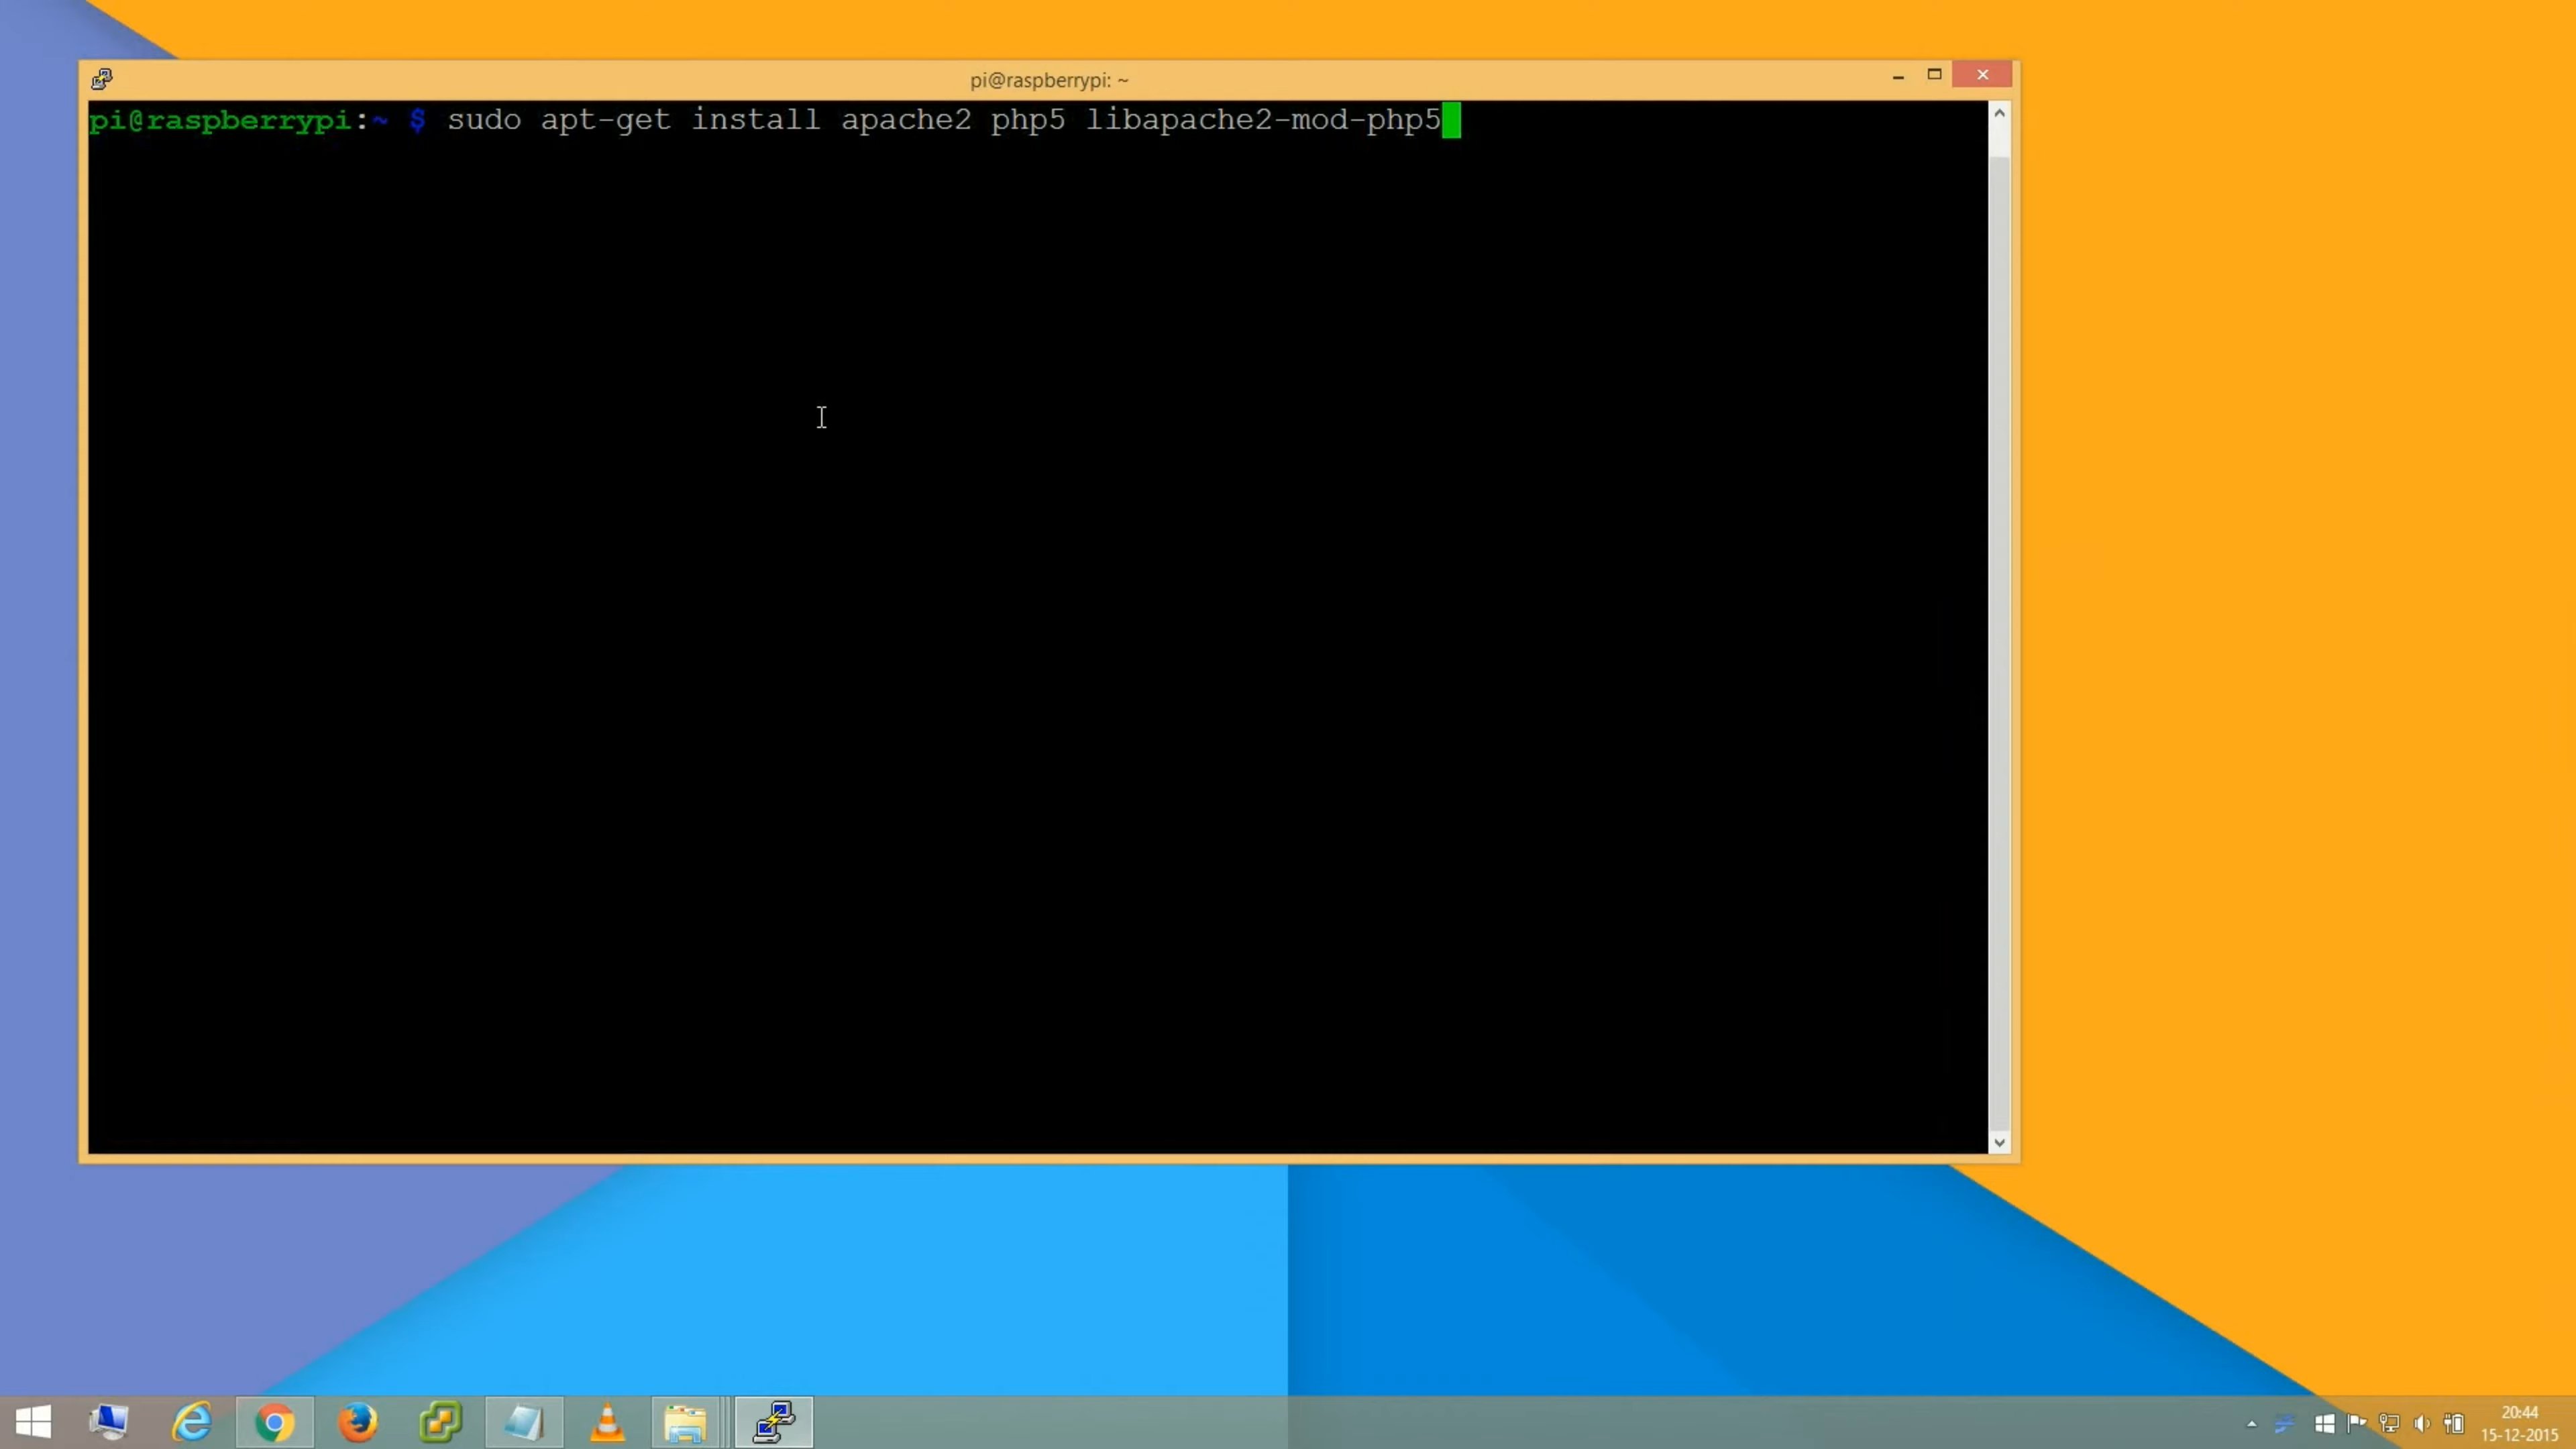 pi@raspberrypi: ~
pi@raspberrypi:~ $ sudo apt-get install apache2 php5 libapache2-mod-php5
20:44
15-12-2015